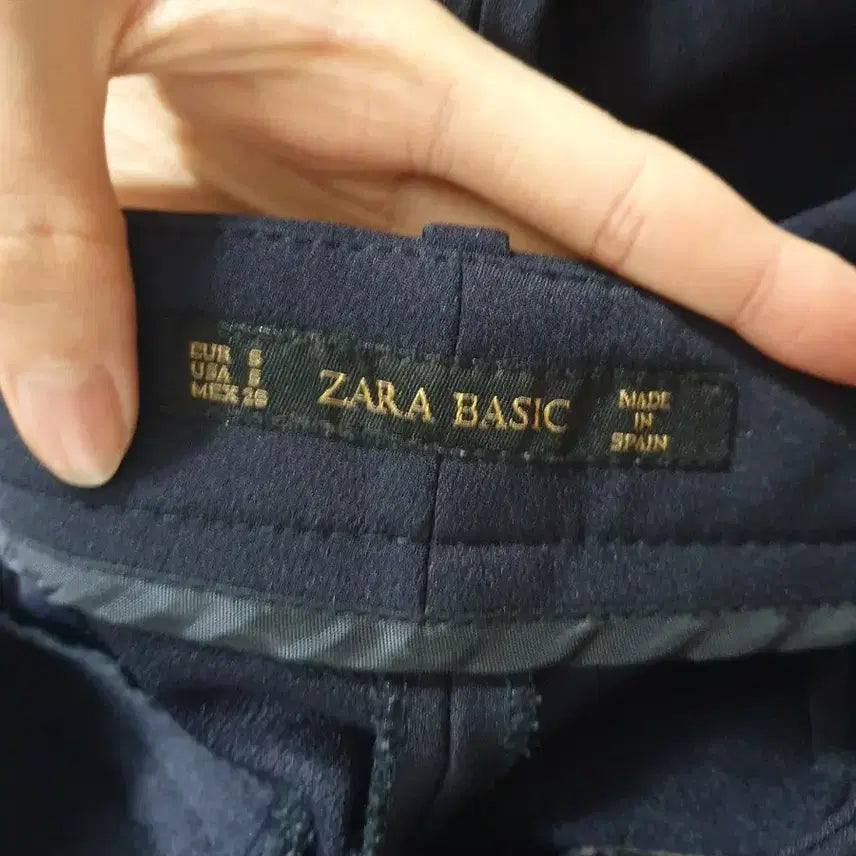 EUR S
USA S
MEX 26
ZARA BASIC
MADE
IN
SPAIN